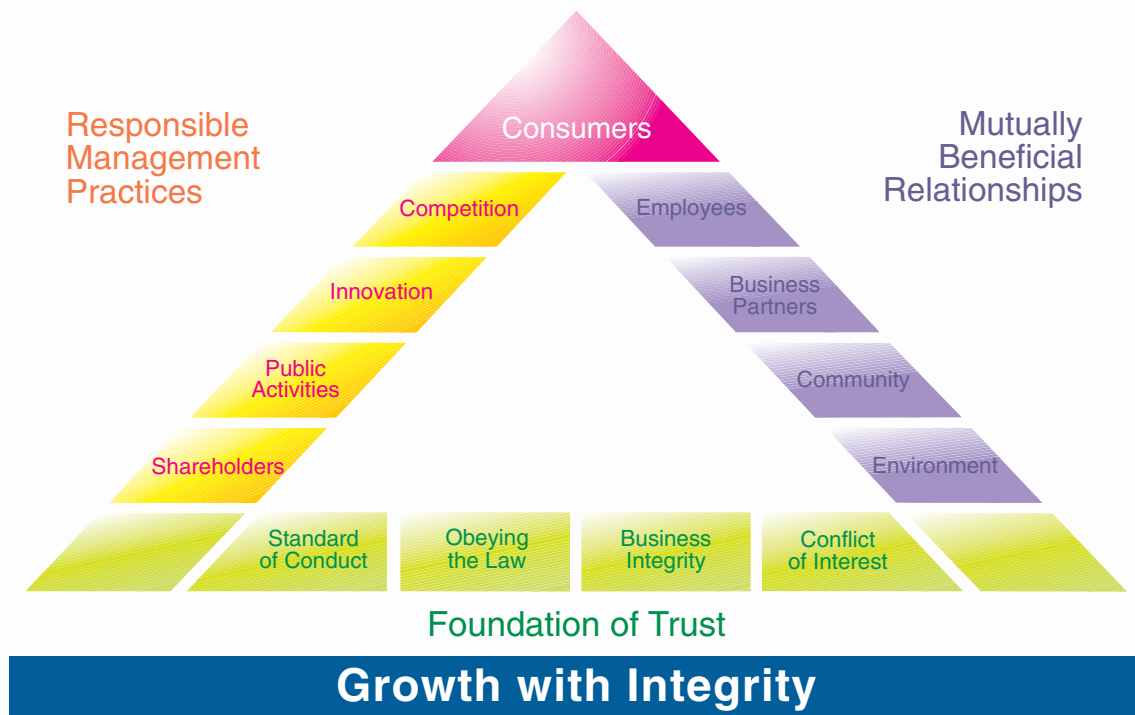 Consumers
Responsible
Management
Practices
Mutually
Beneficial
Relationships
Competition
Employees
Innovation
Business
Partners
Public
Activities
Community
Shareholders
Environment
Standard
of Conduct
Obeying
the Law
Business
Integrity
Conflict
of Interest
Foundation of Trust
Growth with Integrity